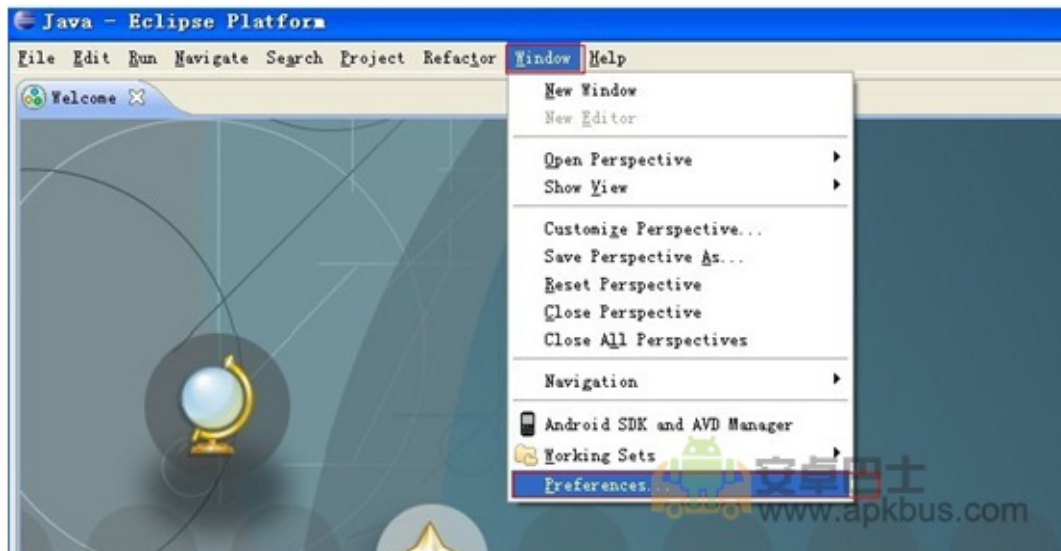 Java - Eclipse Platform
File Edit Run Navigate Search Project Refactor Window Help
Welcome
New Window
New Editor
Open Perspective
Show View
Customize Perspective...
Save Perspective As...
Reset Perspective
Close Perspective
Close All Perspectives
Navigation
Android SDK and AVD Manager
Working Sets
Preferences...
安卓巴士
www.apkbus.com